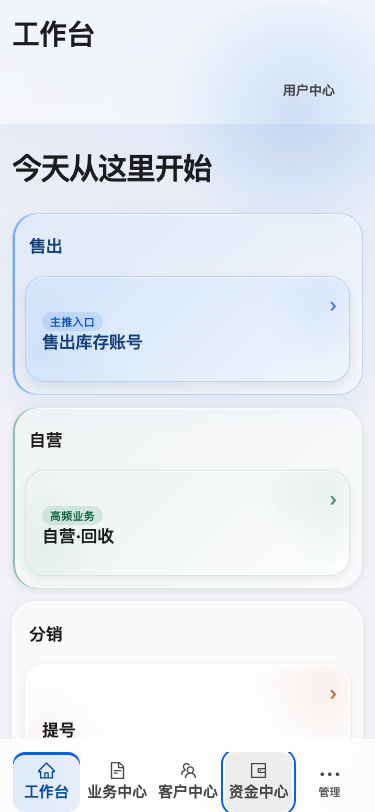 工作台
用户中心
今天从这里开始
售出
主推入口
售出库存账号
自营
高频业务
自营·回收
分销
提号
工作台
业务中心
客户中心
资金中心
管理